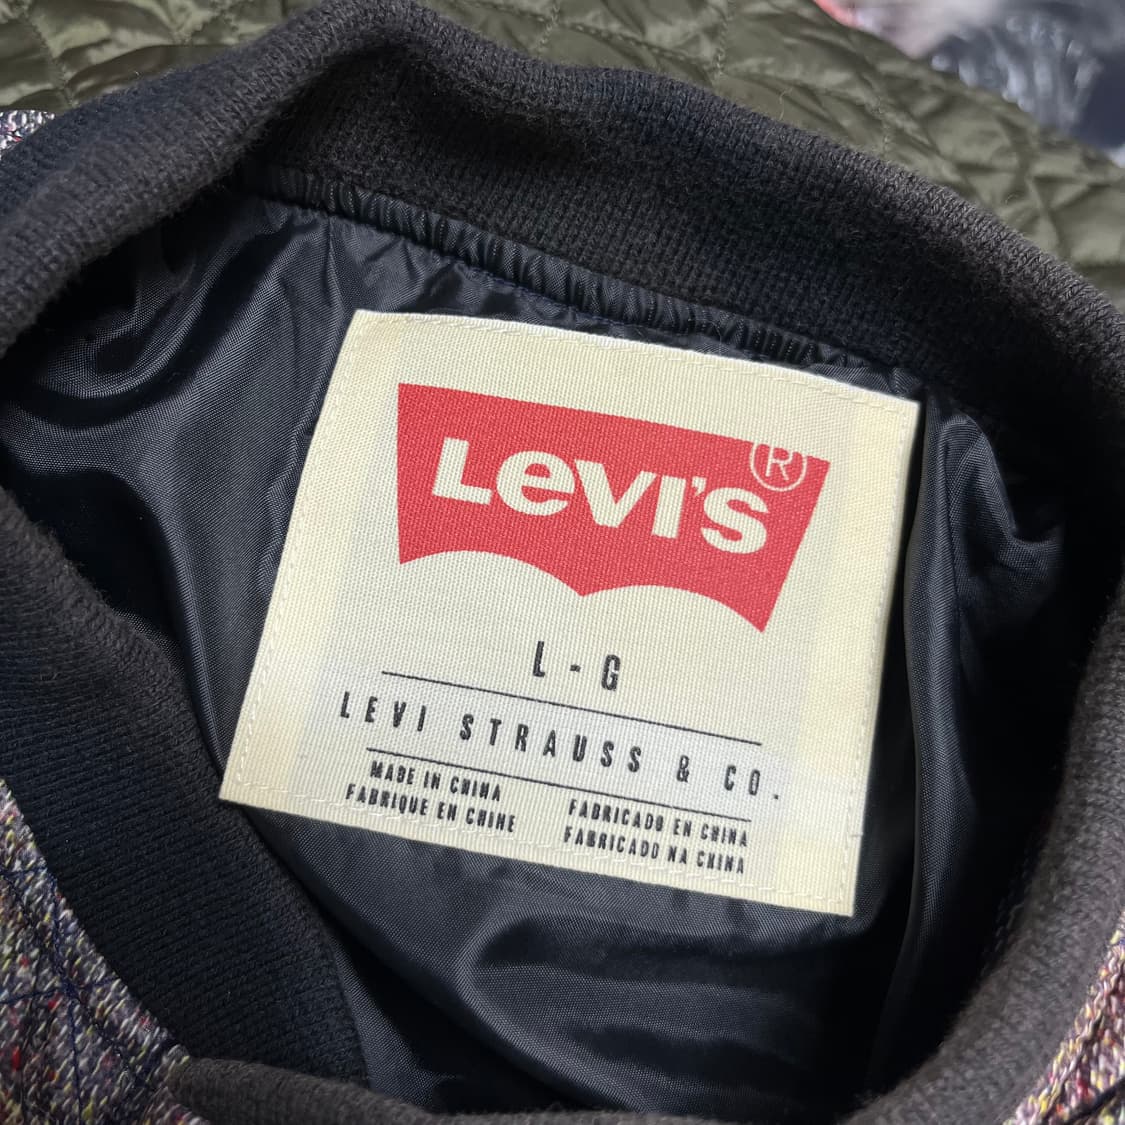 LeVI'S®
L - G
LEVI STRAUSS & CO.
MADE IN CHINA
FABRIQUE EN CHINE
FABRICADO EN CHINA
FABRICADO NA CHINA